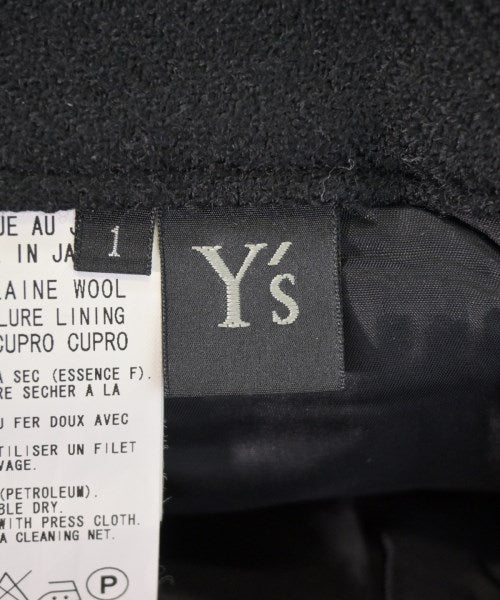 UE AU J
IN JA
1
Y's
AINE WOOL
LURE LINING
CUPRO CUPRO
SEC (ESSENCE F).
RE SECHER A LA
FER DOUX AVEC
TILISER UN FILET
VAGE.
(PETROLEUM).
BLE DRY.
WITH PRESS CLOTH.
A CLEANING NET.
P